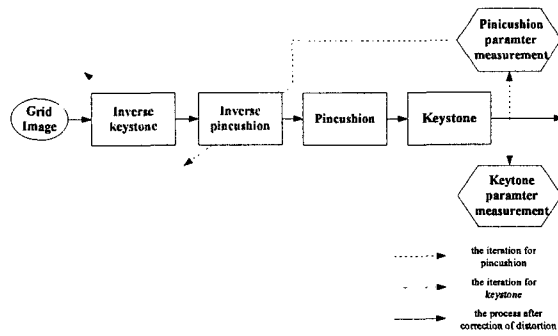 Pinicushion
paramter
measurement
Grid
Image
Inverse
keystone
Inverse
pincushion
Pincushion
Keystone
Keytone
paramter
measurement
the iteration for
pincushion
the iteration for
keystone
the process after
correction of distortion